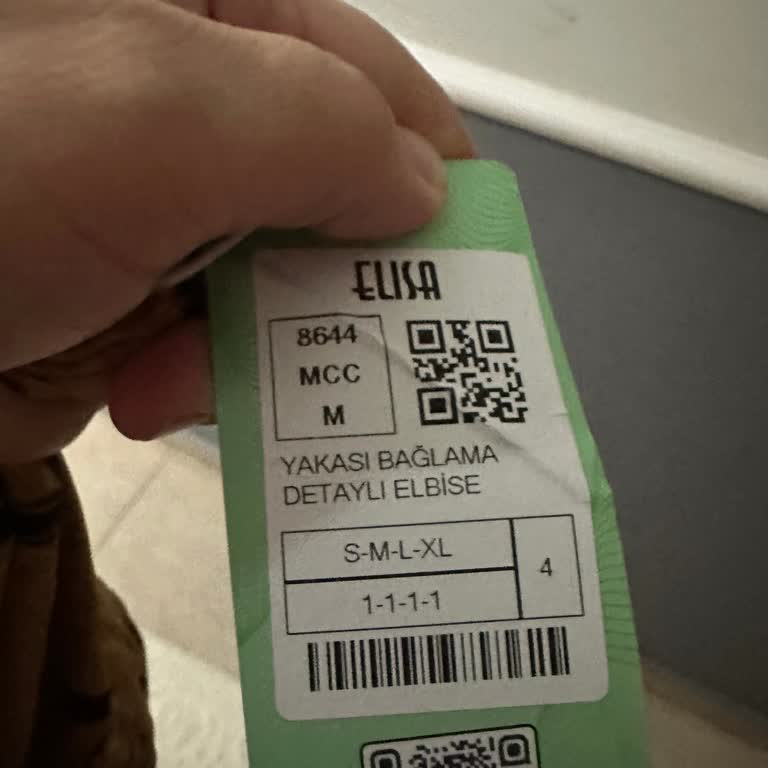 ELISA
8644
MCC
M
YAKASI BAĞLAMA
DETAYLI ELBİSE
S-M-L-XL
4
1-1-1-1